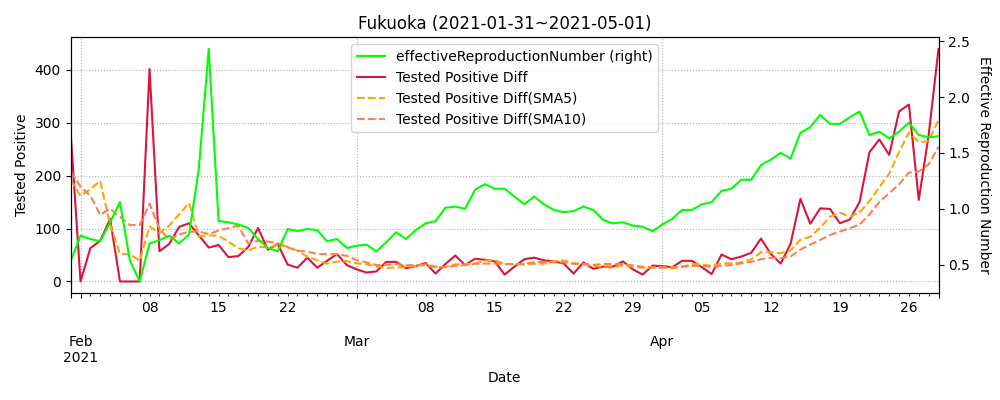 Fukuoka (2021-01-31~2021-05-01)
effectiveReproductionNumber (right)
Tested Positive Diff
Tested Positive Diff(SMA5)
Tested Positive Diff(SMA10)
Tested Positive
400
300
200
100
0
2.5
2.0
1.5
1.0
0.5
Effective Reproduction Number
08 15 22 08 15 22 29 05 12 19 26
Feb Mar Apr
2021
Date